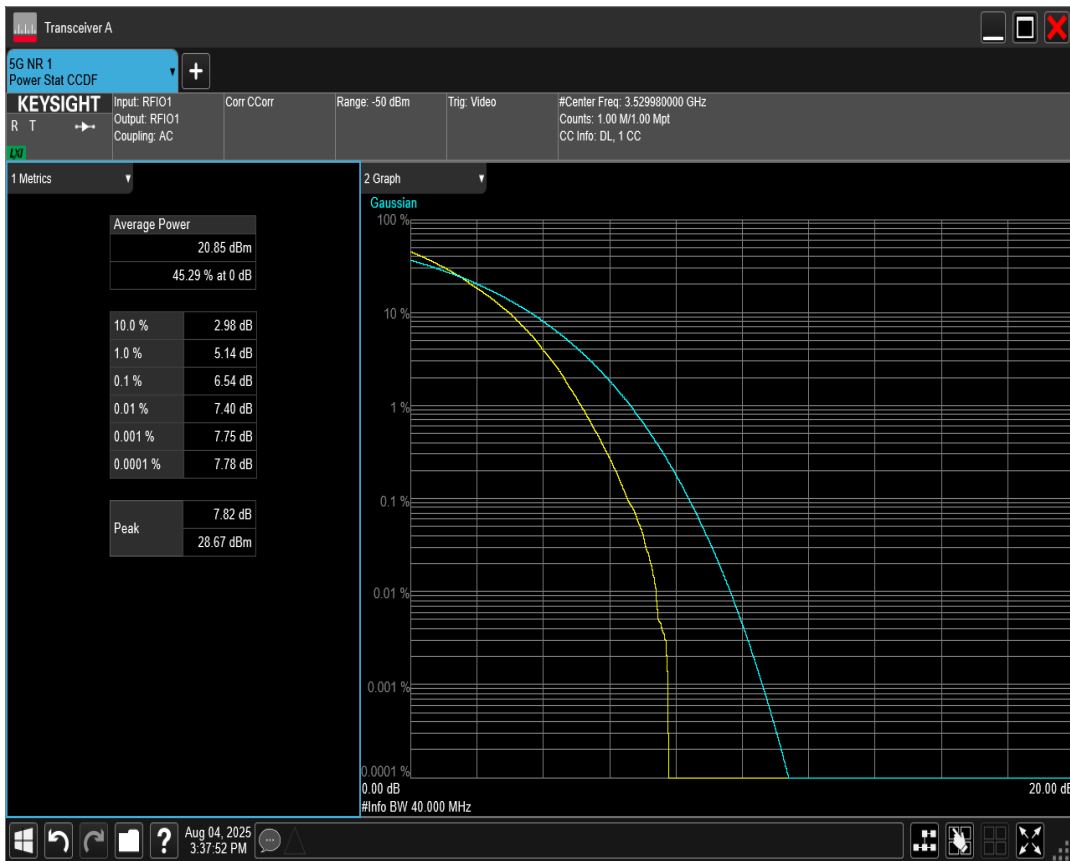 Transceiver A
5G NR 1
Power Stat CCDF
KEYSIGHT
R T
LXI
Input: RFIO1
Output: RFIO1
Coupling: AC
Corr CCorr
Range: -50 dBm
Trig: Video
#Center Freq: 3.529980000 GHz
Counts: 1.00 M/1.00 Mpt
CC Info: DL, 1 CC
1 Metrics
Average Power
20.85 dBm
45.29 % at 0 dB
10.0 % 2.98 dB
1.0 % 5.14 dB
0.1 % 6.54 dB
0.01 % 7.40 dB
0.001 % 7.75 dB
0.0001 % 7.78 dB
Peak
7.82 dB
28.67 dBm
2 Graph
Gaussian
100 %
10 %
1 %
0.1 %
0.01 %
0.001 %
0.0001 %
0.00 dB
20.00 dB
#Info BW 40.000 MHz
?
Aug 04, 2025
3:37:52 PM